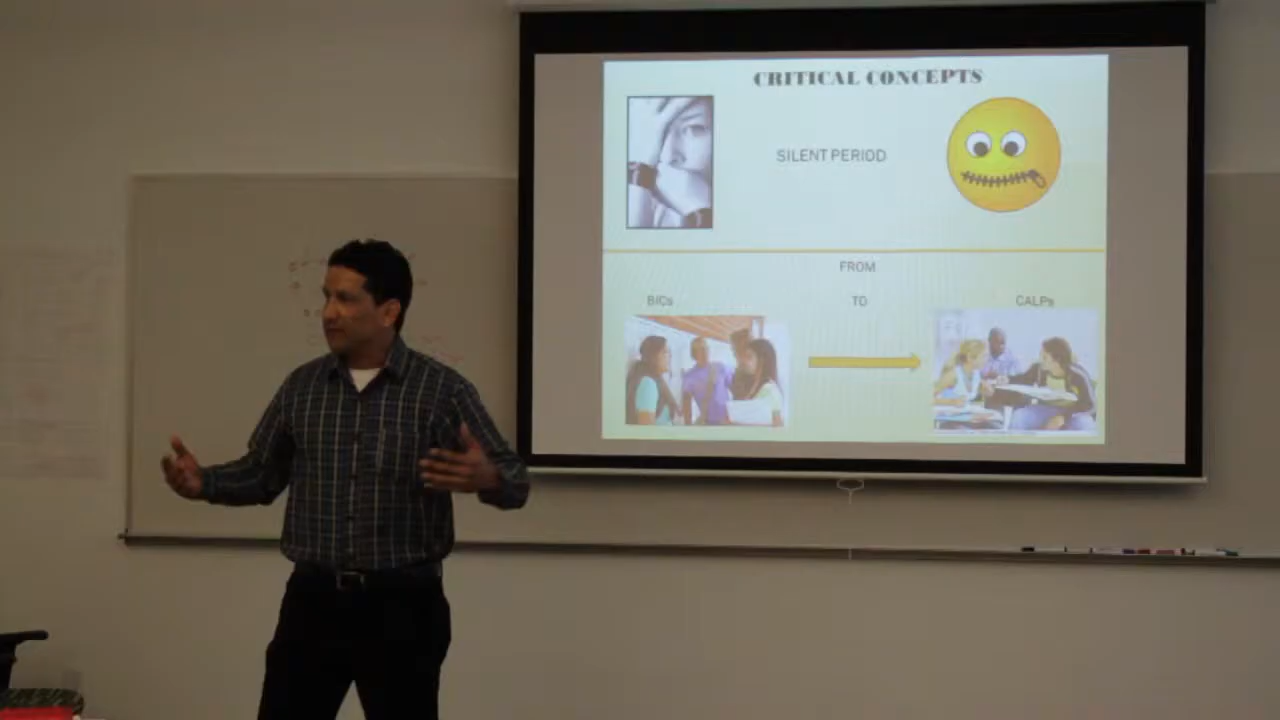 CRITICAL CONCEPTS
SILENT PERIOD
FROM
BICs
TO
CALPs